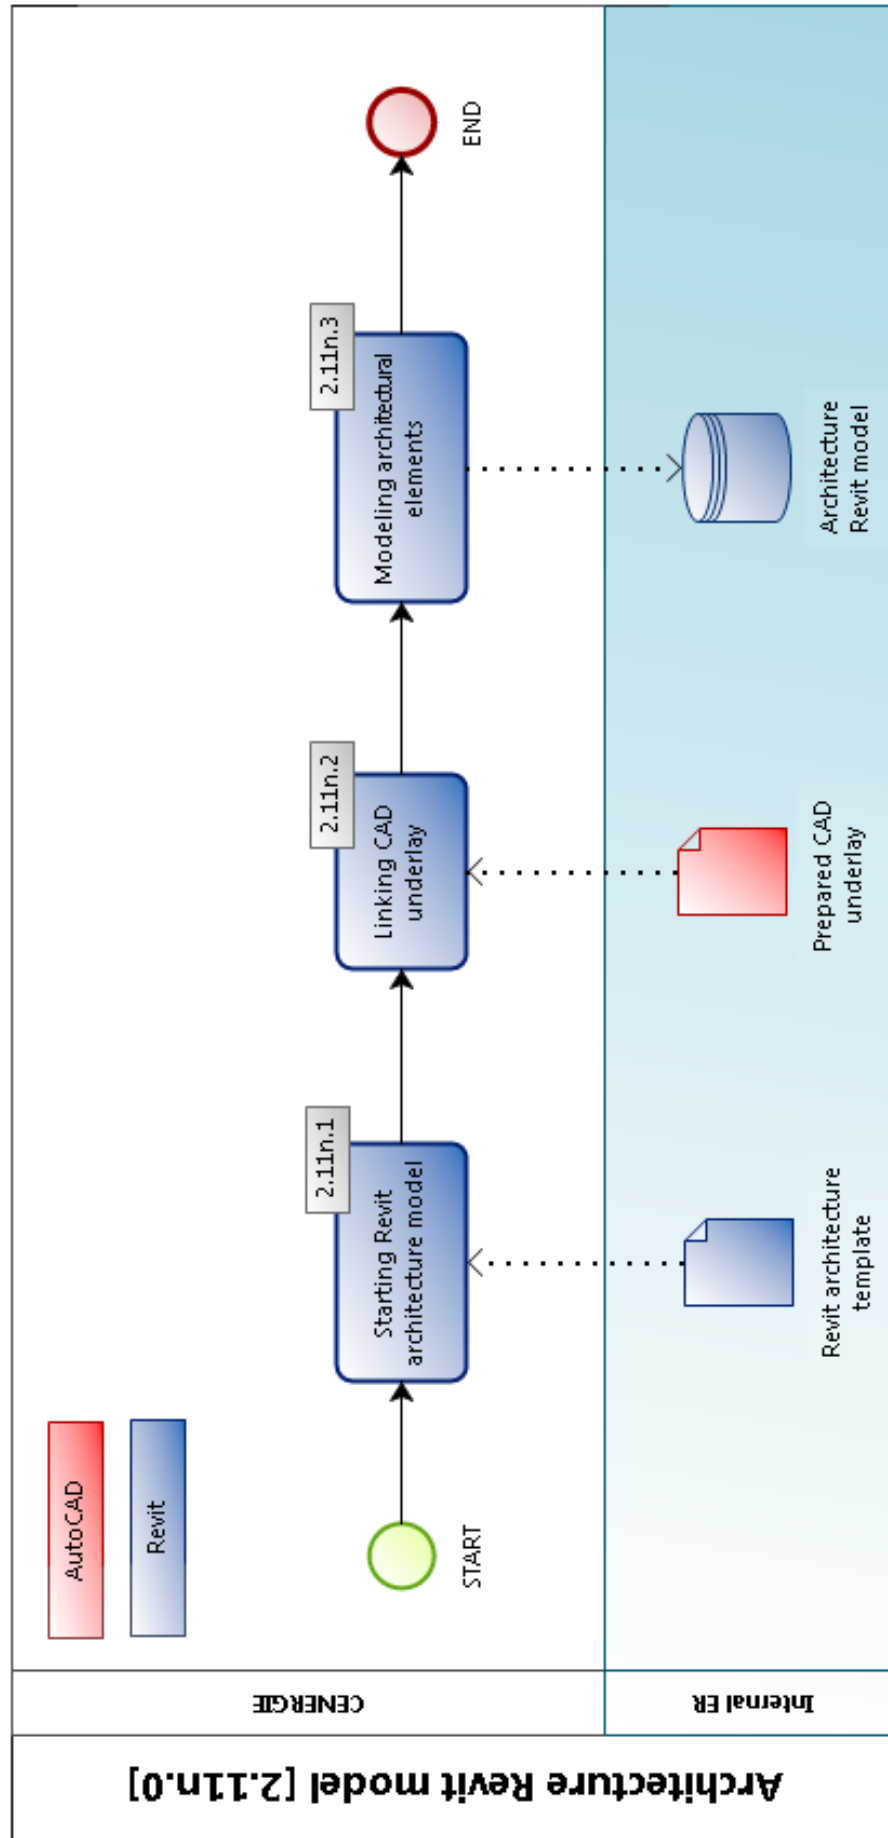 Architecture Revit model [2.11n.0]
CENERGIE
Internal ER
AutoCAD
Revit
START
2.11n.1
Starting Revit
architecture model
2.11n.2
Linking CAD
underlay
2.11n.3
Modeling architectural
elements
END
Revit architecture
template
Prepared CAD
underlay
Architecture
Revit model